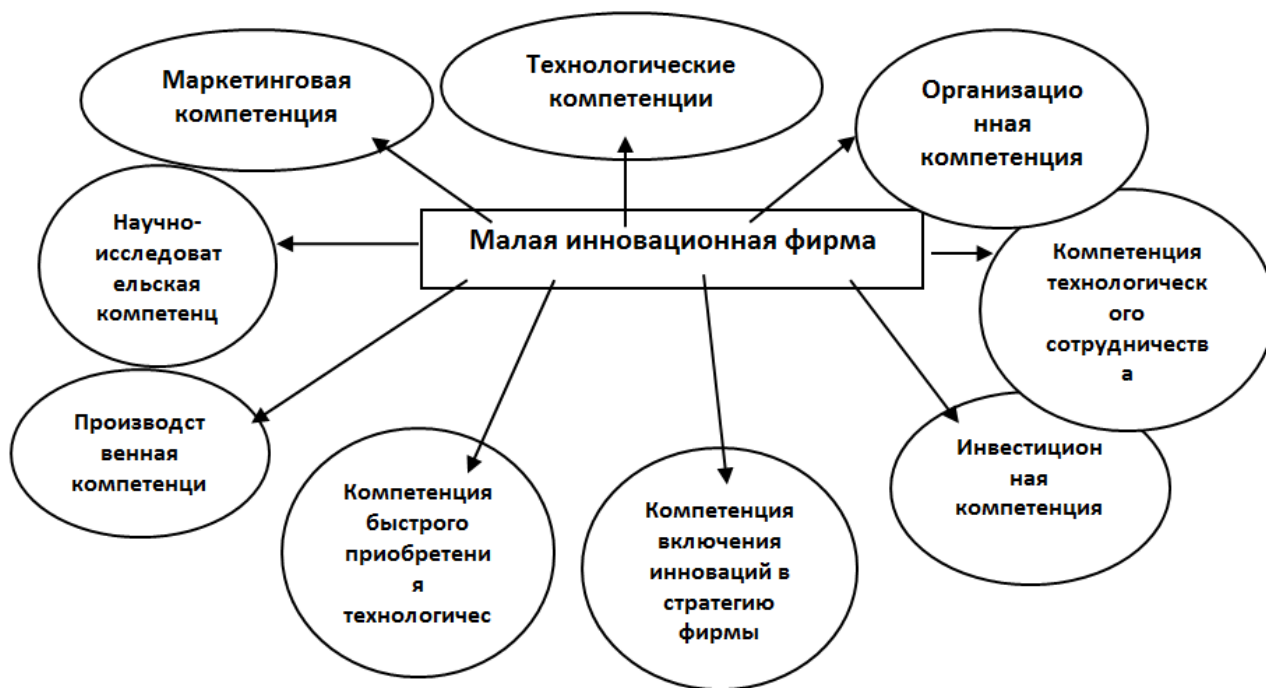 Маркетинговая
компетенция
Технологические
компетенции
Организацио
нная
компетенция
Научно-
исследоват
ельская
компетенц
Малая инновационная фирма
Компетенция
технологическ
ого
сотрудничеств
а
Производст
венная
компетенци
Компетенция
быстрого
приобретени
я
технологичес
Компетенция
включения
инноваций в
стратегию
фирмы
Инвестицион
ная
компетенция